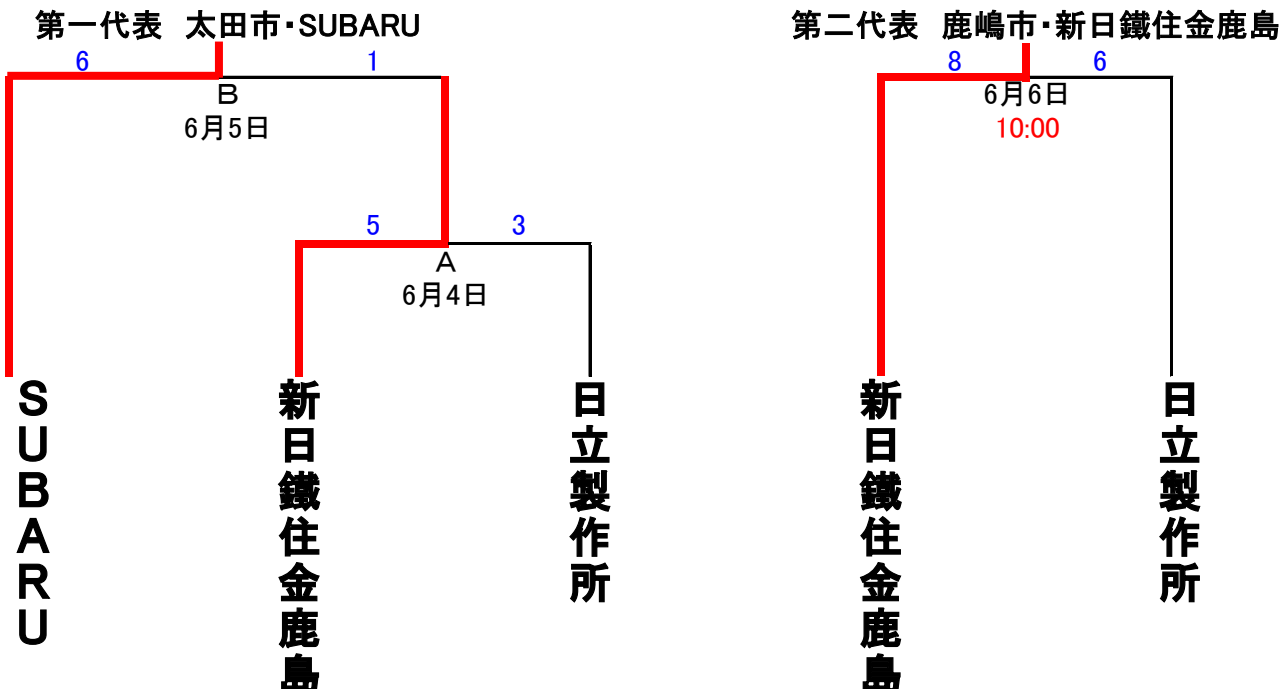 第一代表 太田市・SUBARU
6
1
B
6月5日
5
3
A
6月4日
SUBARU
新日鐵住金鹿島
日立製作所
第二代表 鹿嶋市・新日鐵住金鹿島
8
6
6月6日
10:00
新日鐵住金鹿島
日立製作所